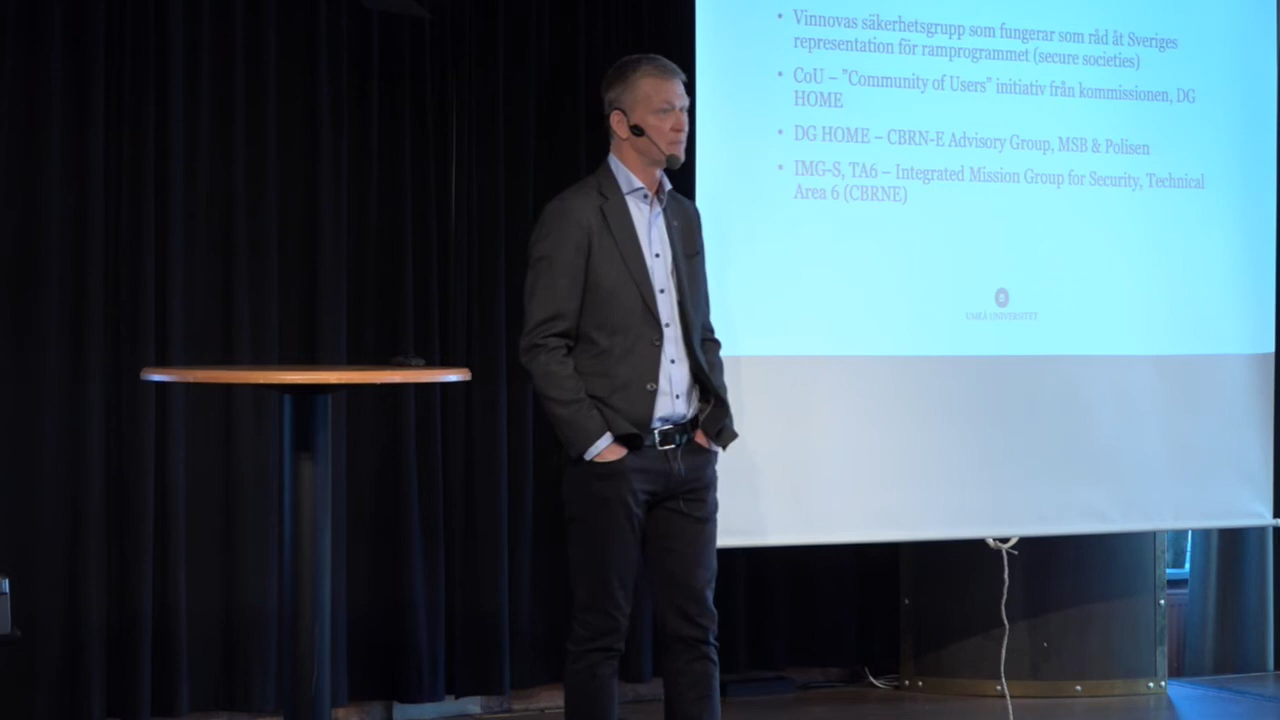 • Vinnovas säkerhetsgrupp som fungerar som råd åt Sveriges
representation för ramprogrammet (secure societies)
• CoU – ”Community of Users” initiativ från kommissionen, DG
HOME
• DG HOME – CBRN-E Advisory Group, MSB & Polisen
• IMG-S, TA6 – Integrated Mission Group for Security, Technical
Area 6 (CBRNE)
UMEÅ UNIVERSITET